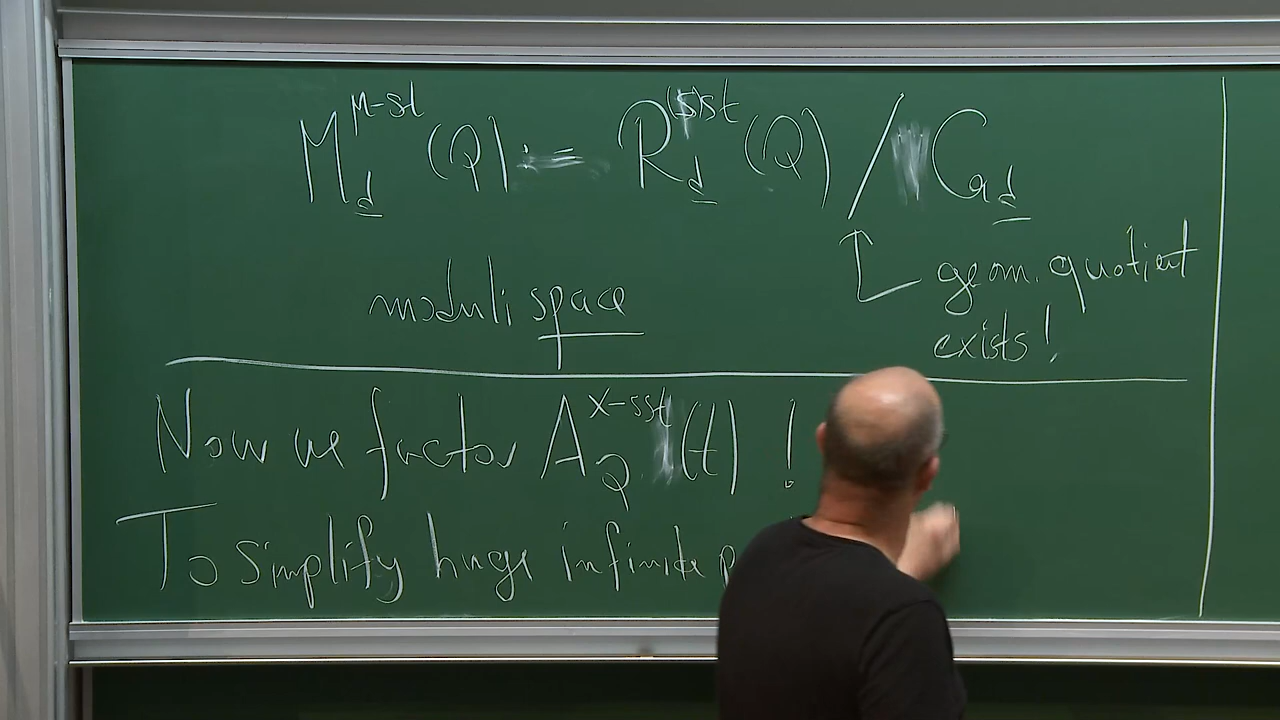 M_d^{μ-st} (Q) := R_d^{(s)st} (Q) / G_d
moduli space
geom. quotient
exists!
Now we factor A_Q^{x-sst} (t) !
To simplify huge infinite